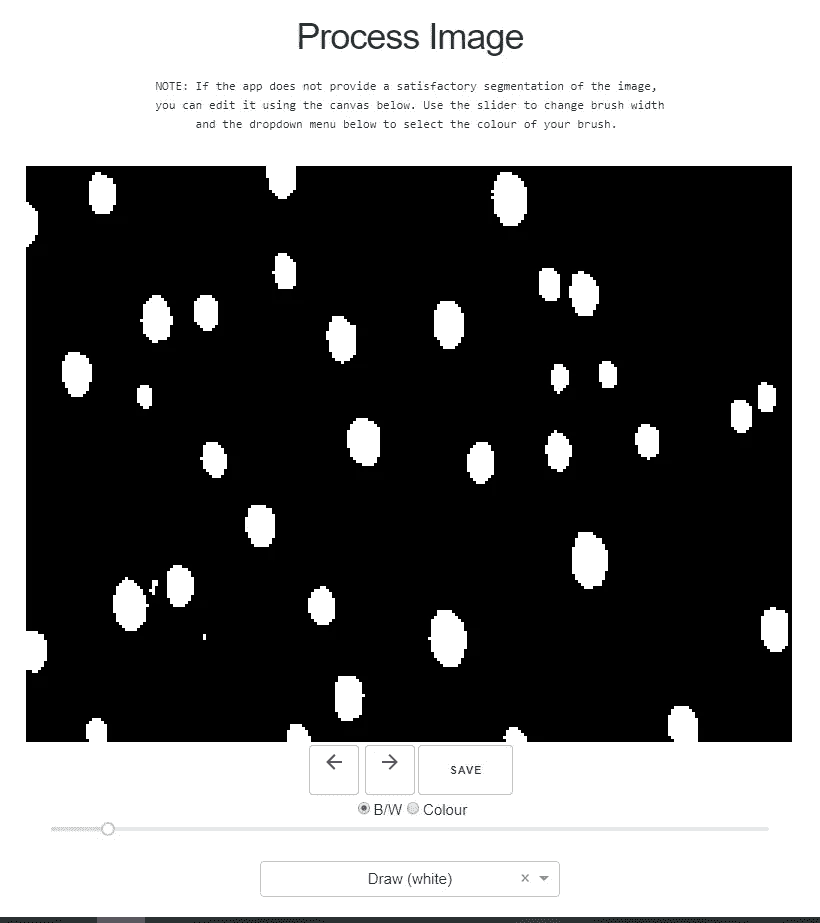 Process Image
NOTE: If the app does not provide a satisfactory segmentation of the image,
you can edit it using the canvas below. Use the slider to change brush width
and the dropdown menu below to select the colour of your brush.
SAVE
B/W Colour
Draw (white)